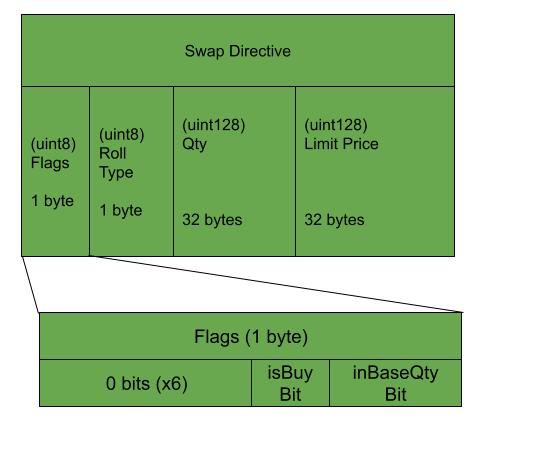 Swap Directive
(uint8)
Flags
1 byte
(uint8)
Roll
Type
1 byte
(uint128)
Qty
32 bytes
(uint128)
Limit Price
32 bytes
Flags (1 byte)
0 bits (x6)
isBuy
Bit
inBaseQty
Bit